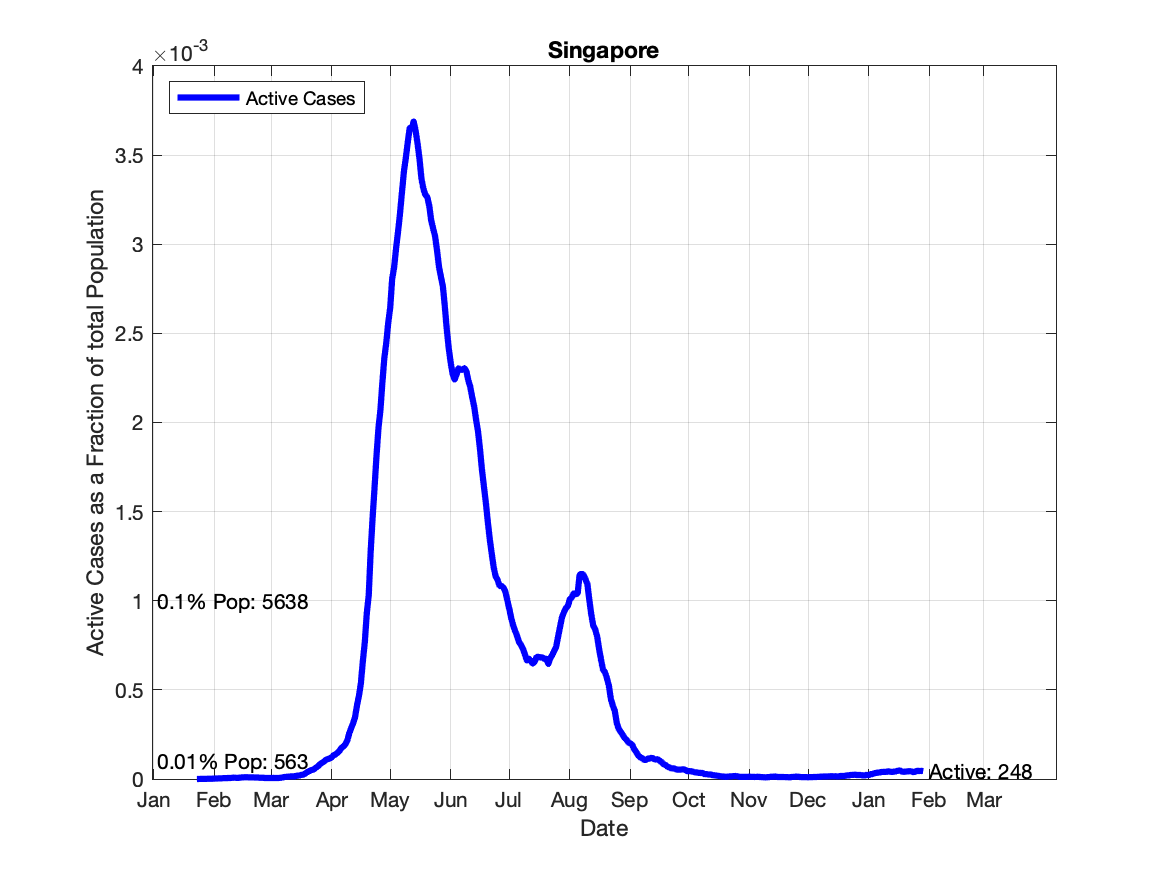 ×10⁻³
Singapore
Active Cases
Active Cases as a Fraction of total Population
4
3.5
3
2.5
2
1.5
1
0.5
0
0.1% Pop: 5638
0.01% Pop: 563
Active: 248
Jan Feb Mar Apr May Jun Jul Aug Sep Oct Nov Dec Jan Feb Mar
Date